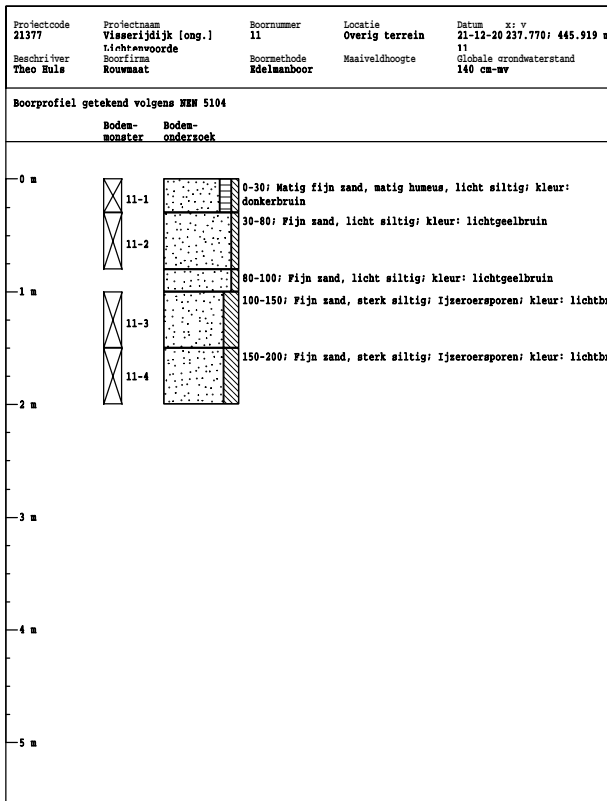 Projectcode Projectnaam Boornummer Locatie Datum x: y
21377 Visserijdijk [ong.] 11 Overig terrein 21-12-20 237.770; 445.919 m
Lichtenvoorde 11
Beschrijver Boorfirma Boormethode Maaiveldhoogte Globale grondwaterstand
Theo Huls Rouwmaat Edelmanboor 140 cm-mv
Boorprofiel getekend volgens NEN 5104
Bodem- Bodem-
monster onderzoek
0 m
0-30; Matig fijn zand, matig humeus, licht siltig; kleur:
11-1
donkerbruin
30-80; Fijn zand, licht siltig; kleur: lichtgeelbruin
11-2
80-100; Fijn zand, licht siltig; kleur: lichtgeelbruin
1 m
100-150; Fijn zand, sterk siltig; Ijzeroersporen; kleur: lichtbr
11-3
150-200; Fijn zand, sterk siltig; Ijzeroersporen; kleur: lichtbr
11-4
2 m
3 m
4 m
5 m